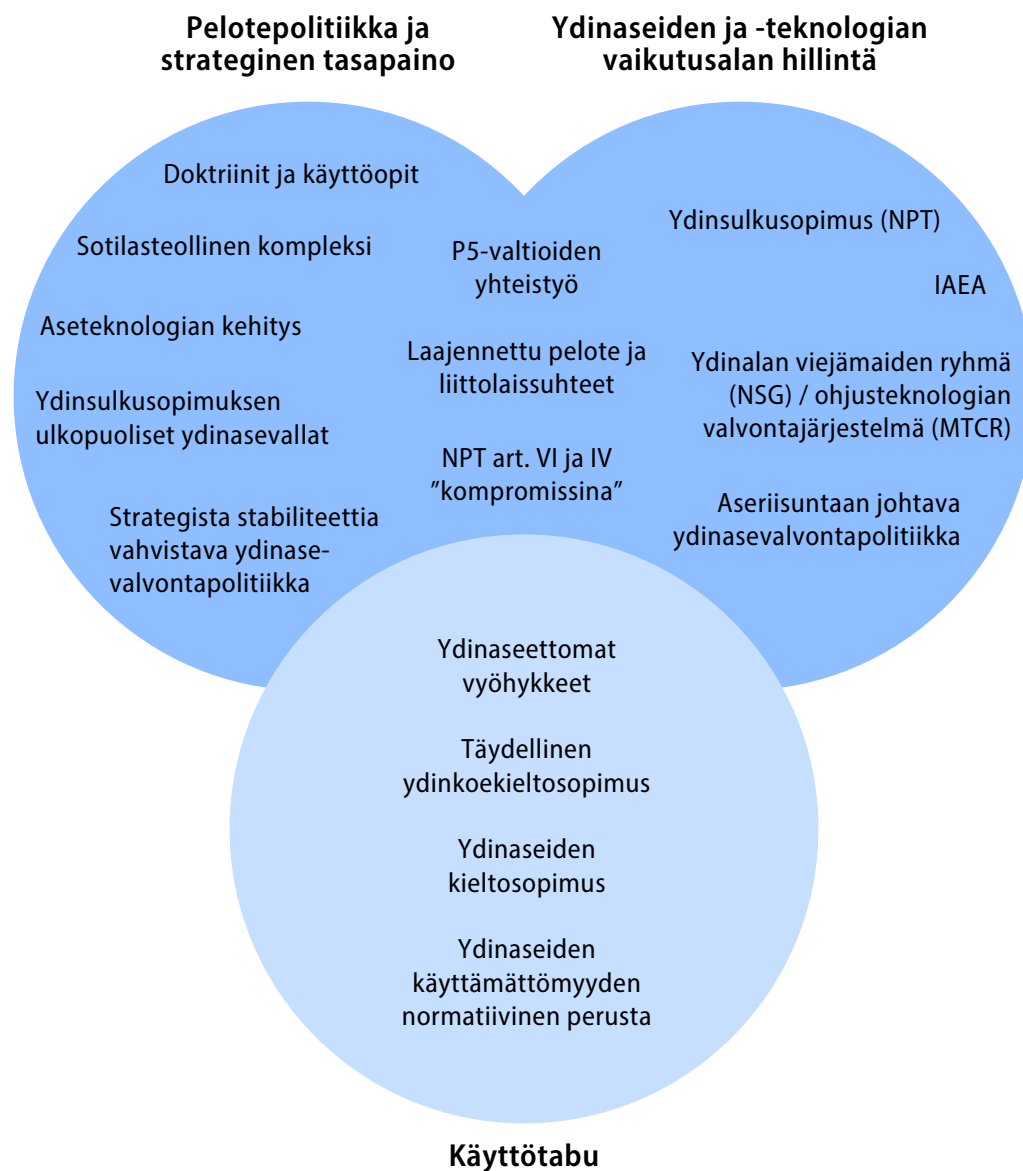 Pelotepolitiikka ja
strateginen tasapaino
Ydinaseiden ja -teknologian
vaikutusalan hillintä
Doktriinit ja käyttöopit
Sotilasteollinen kompleksi
Aseteknologian kehitys
Ydinsulkusopimuksen
ulkopuoliset ydinasevallat
Strategista stabiliteettia
vahvistava ydinase-
valvontapolitiikka
P5-valtioiden
yhteistyö
Laajennettu pelote ja
liittolaissuhteet
NPT art. VI ja IV
”kompromissina”
Ydinsulkusopimus (NPT)
IAEA
Ydinalan viejämaiden ryhmä
(NSG) / ohjusteknologian
valvontajärjestelmä (MTCR)
Aseriisuntaan johtava
ydinasevalvontapolitiikka
Ydinaseettomat
vyöhykkeet
Täydellinen
ydinkoekieltosopimus
Ydinaseiden
kieltosopimus
Ydinaseiden
käyttämättömyyden
normatiivinen perusta
Käyttötabu